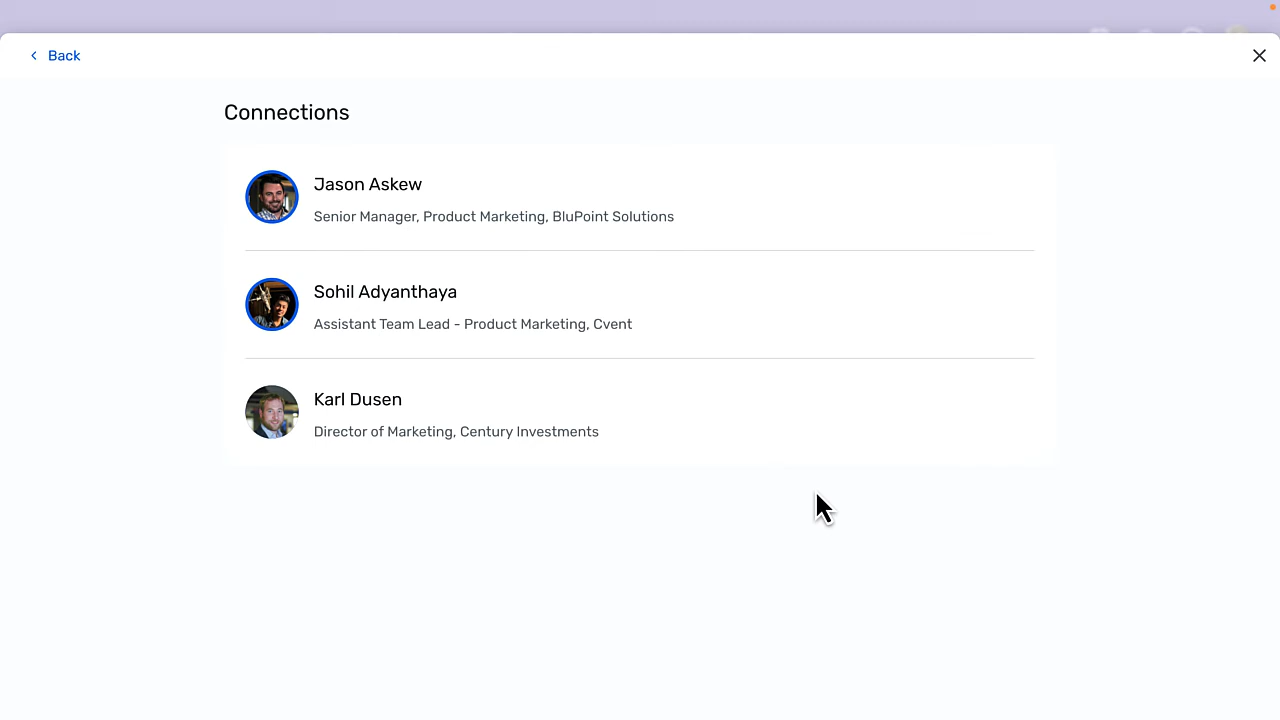 Back
Connections
Jason Askew
Senior Manager, Product Marketing, BluPoint Solutions
Sohil Adyanthaya
Assistant Team Lead - Product Marketing, Cvent
Karl Dusen
Director of Marketing, Century Investments